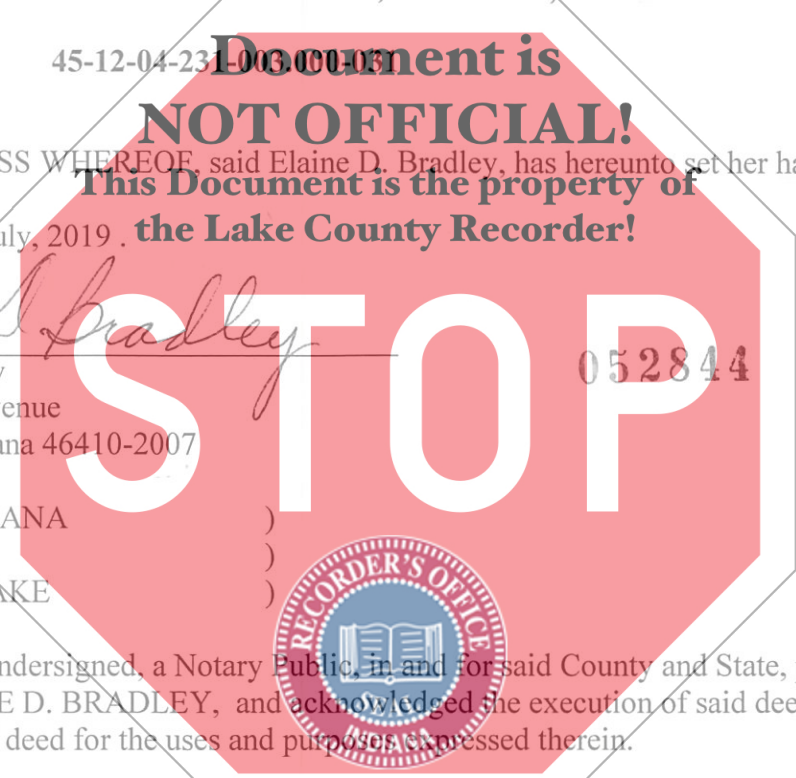 45-12-04-231-003.000-031
Document is
NOT OFFICIAL!
SS WHEREOF, said Elaine D. Bradley, has hereunto set her ha
This Document is the property of
uly, 2019 .
the Lake County Recorder!
Bradley
STOP
052844
y
enue
ana 46410-2007
ANA )
)
AKE )
RECORDER'S OFFICE
ndersigned, a Notary Public, in and for said County and State,
E D. BRADLEY, and acknowledged the execution of said dee
SEAL
deed for the uses and purposes expressed therein.
INDIANA